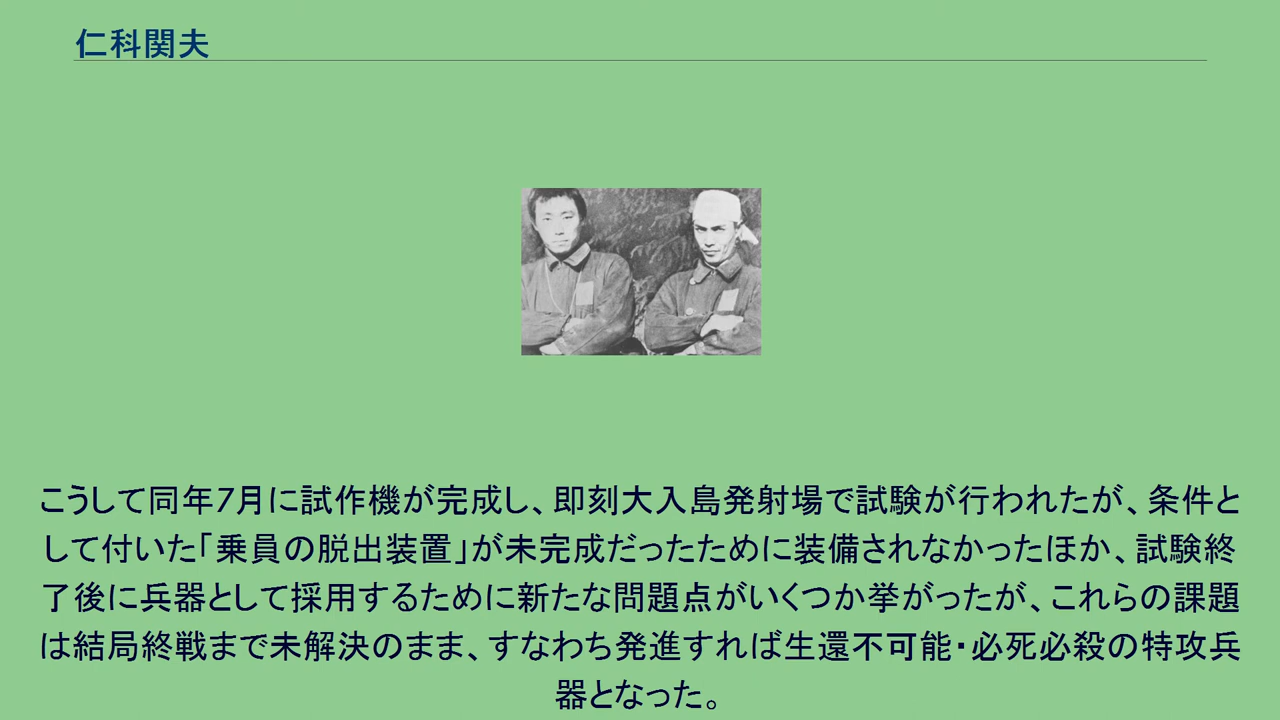 仁科関夫
こうして同年7月に試作機が完成し、即刻大入島発射場で試験が行われたが、条件と
して付いた「乗員の脱出装置」が未完成だったために装備されなかったほか、試験終
了後に兵器として採用するために新たな問題点がいくつか挙がったが、これらの課題
は結局終戦まで未解決のまま、すなわち発進すれば生還不可能・必死必殺の特攻兵
器となった。